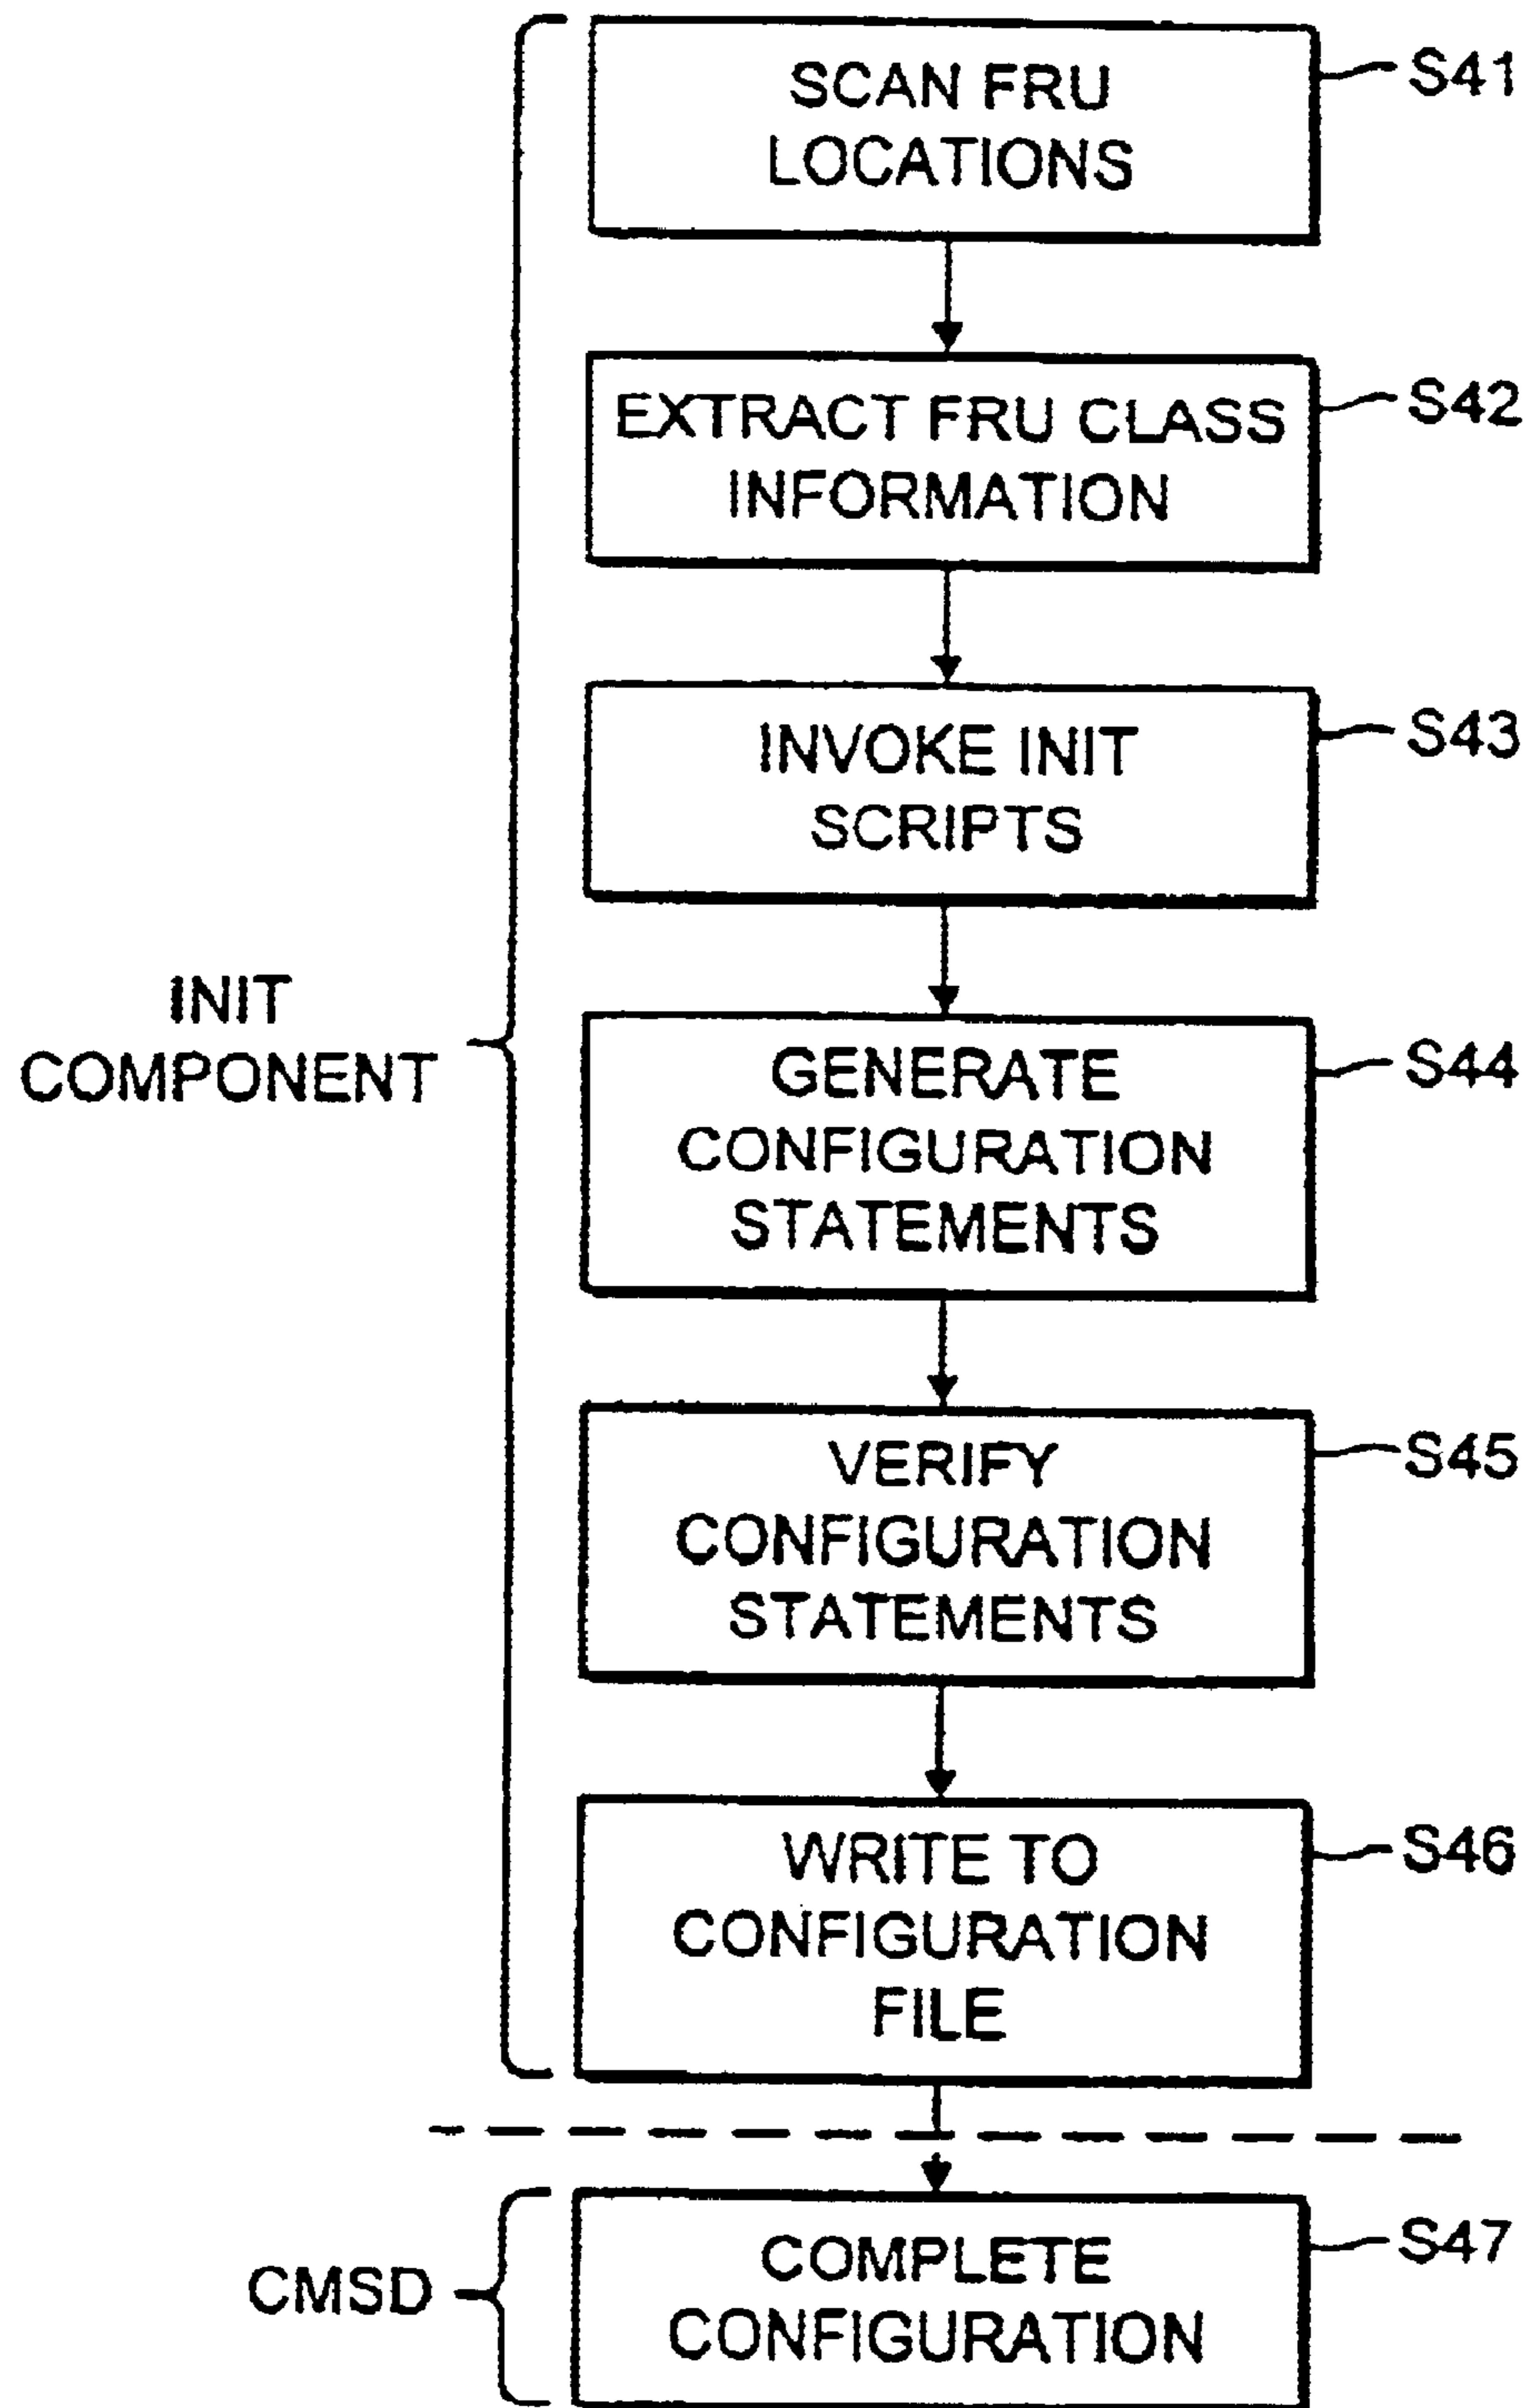 SCAN FRU
LOCATIONS
S41
EXTRACT FRU CLASS
INFORMATION
S42
INVOKE INIT
SCRIPTS
S43
INIT
COMPONENT
GENERATE
CONFIGURATION
STATEMENTS
S44
VERIFY
CONFIGURATION
STATEMENTS
S45
WRITE TO
CONFIGURATION
FILE
S46
CMSD
COMPLETE
CONFIGURATION
S47